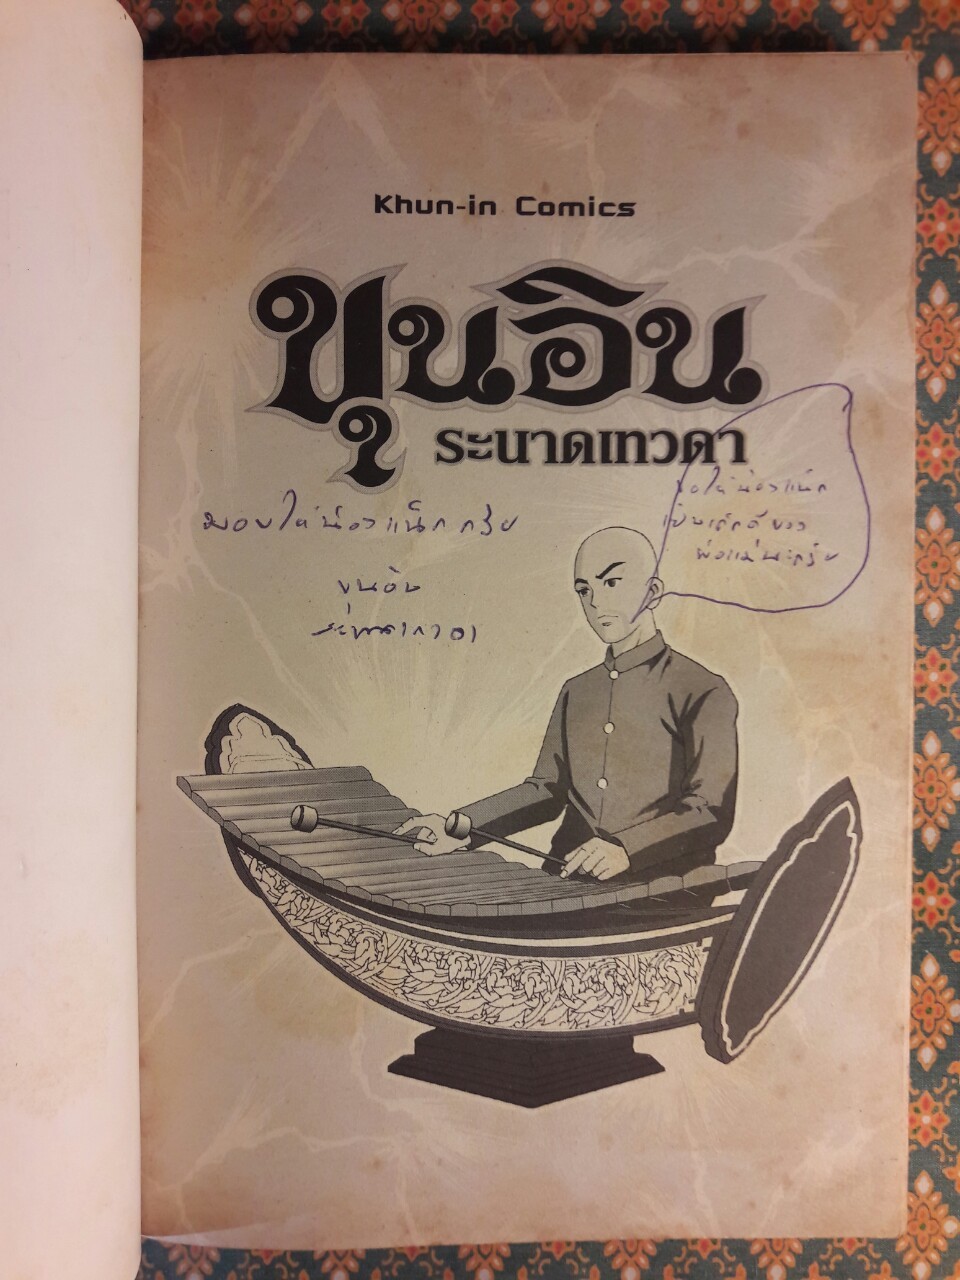 Khun-in Comics
ขุนอิน
ระนาดเทวดา
มอบให้น้องแน็ก ครับ
ขอให้น้องแน็ก
เป็นเด็กดีของ
พ่อแม่นะครับ
ขุนอิน